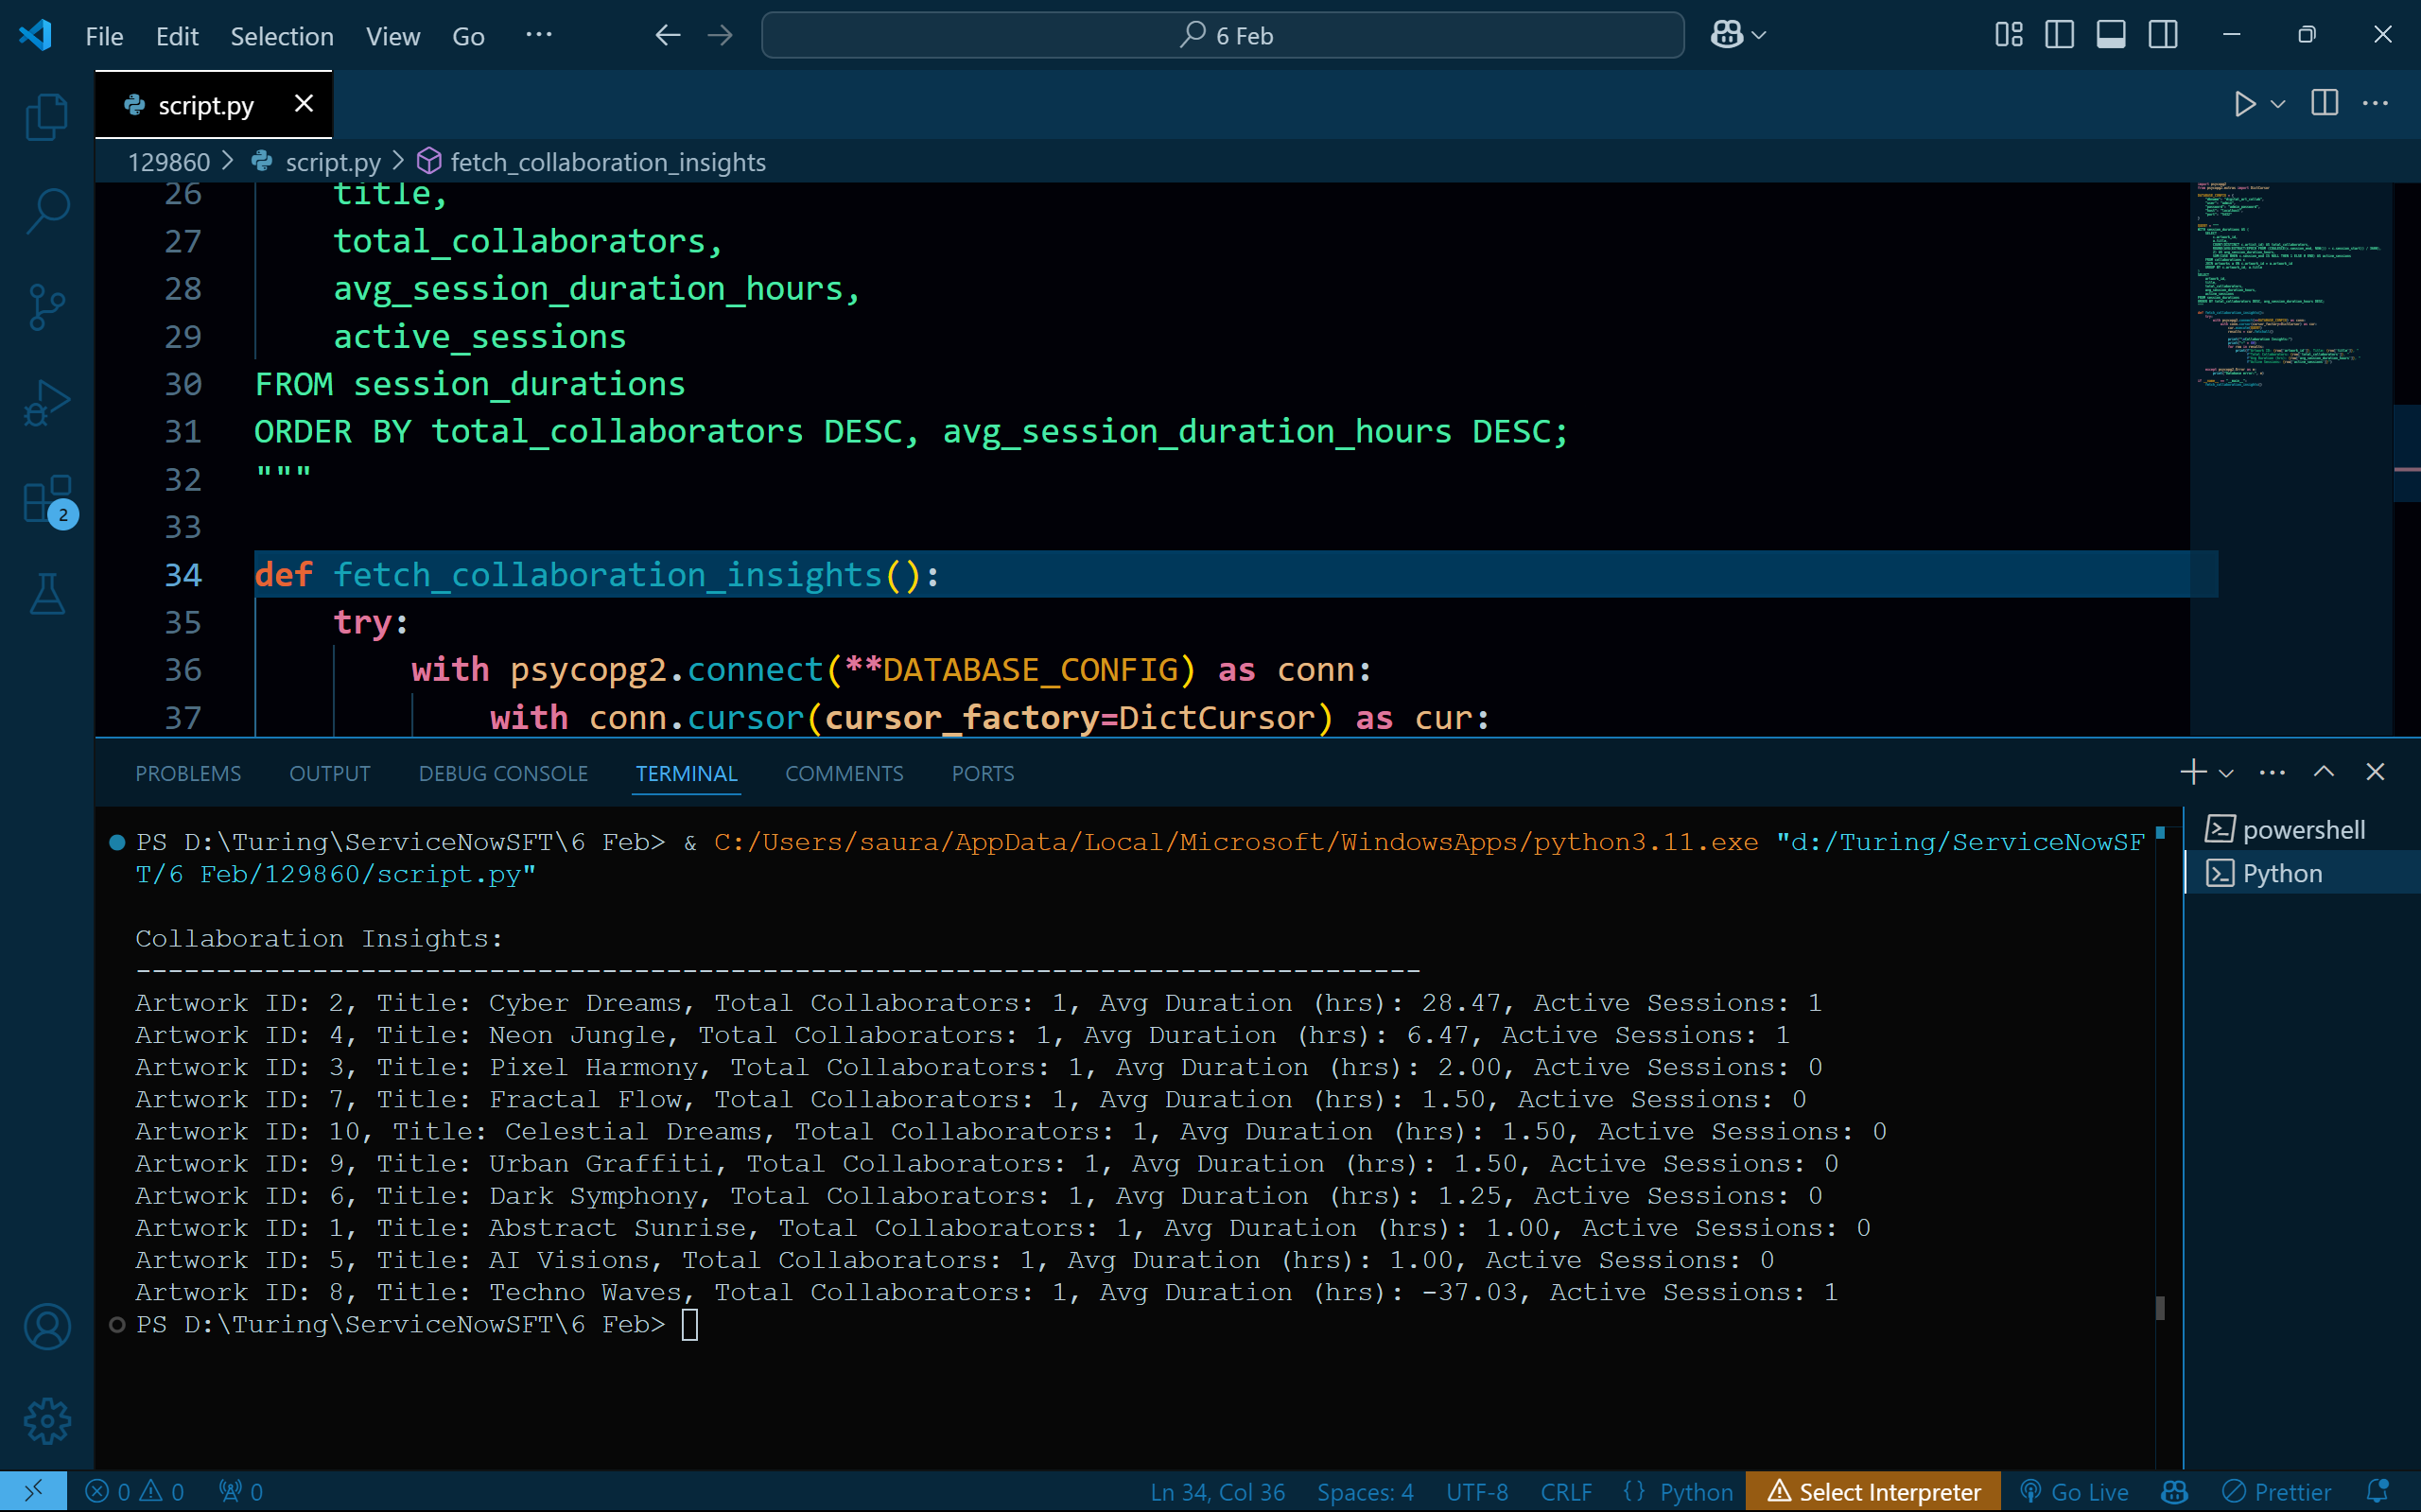 File Edit Selection View Go ··· 6 Feb
script.py
129860 > script.py > fetch_collaboration_insights
26 title,
27 total_collaborators,
28 avg_session_duration_hours,
29 active_sessions
30 FROM session_durations
31 ORDER BY total_collaborators DESC, avg_session_duration_hours DESC;
32 """
33
34 def fetch_collaboration_insights():
35 try:
36 with psycopg2.connect(**DATABASE_CONFIG) as conn:
37 with conn.cursor(cursor_factory=DictCursor) as cur:
2
PROBLEMS OUTPUT DEBUG CONSOLE TERMINAL COMMENTS PORTS
PS D:\Turing\ServiceNowSFT\6 Feb> & C:/Users/saura/AppData/Local/Microsoft/WindowsApps/python3.11.exe "d:/Turing/ServiceNowSF
T/6 Feb/129860/script.py"
powershell
Python
Collaboration Insights:
--------------------------------------------------------------------------------
Artwork ID: 2, Title: Cyber Dreams, Total Collaborators: 1, Avg Duration (hrs): 28.47, Active Sessions: 1
Artwork ID: 4, Title: Neon Jungle, Total Collaborators: 1, Avg Duration (hrs): 6.47, Active Sessions: 1
Artwork ID: 3, Title: Pixel Harmony, Total Collaborators: 1, Avg Duration (hrs): 2.00, Active Sessions: 0
Artwork ID: 7, Title: Fractal Flow, Total Collaborators: 1, Avg Duration (hrs): 1.50, Active Sessions: 0
Artwork ID: 10, Title: Celestial Dreams, Total Collaborators: 1, Avg Duration (hrs): 1.50, Active Sessions: 0
Artwork ID: 9, Title: Urban Graffiti, Total Collaborators: 1, Avg Duration (hrs): 1.50, Active Sessions: 0
Artwork ID: 6, Title: Dark Symphony, Total Collaborators: 1, Avg Duration (hrs): 1.25, Active Sessions: 0
Artwork ID: 1, Title: Abstract Sunrise, Total Collaborators: 1, Avg Duration (hrs): 1.00, Active Sessions: 0
Artwork ID: 5, Title: AI Visions, Total Collaborators: 1, Avg Duration (hrs): 1.00, Active Sessions: 0
Artwork ID: 8, Title: Techno Waves, Total Collaborators: 1, Avg Duration (hrs): -37.03, Active Sessions: 1
PS D:\Turing\ServiceNowSFT\6 Feb>
0 0 0 Ln 34, Col 36 Spaces: 4 UTF-8 CRLF {} Python Select Interpreter Go Live Prettier